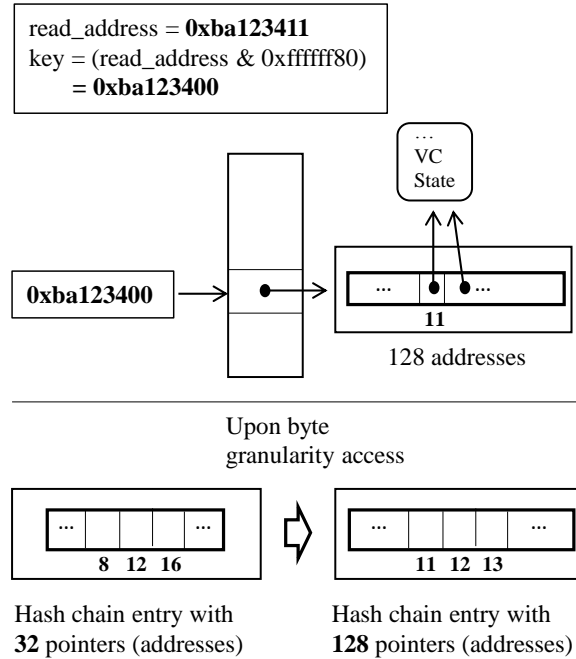 read_address = 0xba123411
key = (read_address & 0xffffff80)
= 0xba123400
…
VC
State
0xba123400
... ...
11
128 addresses
Upon byte
granularity access
... ...
8 12 16
... ...
11 12 13
Hash chain entry with
32 pointers (addresses)
Hash chain entry with
128 pointers (addresses)